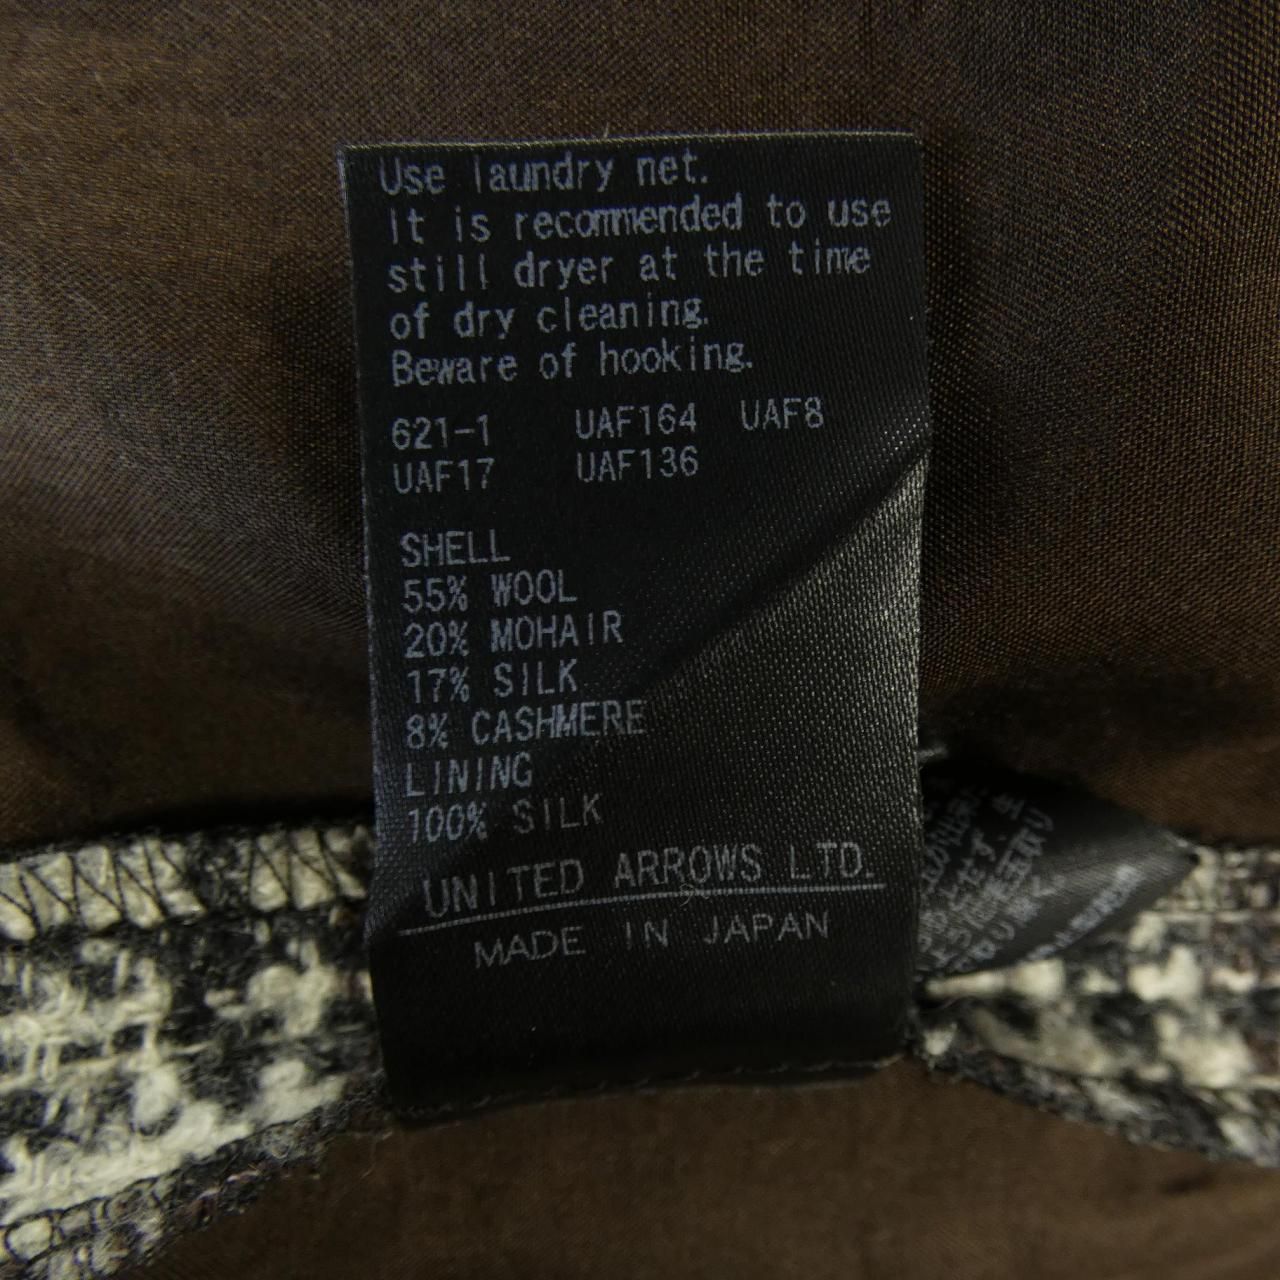 Use laundry net.
It is recommended to use
still dryer at the time
of dry cleaning.
Beware of hooking.
621-1 UAF164 UAF8
UAF17 UAF136
SHELL
55% WOOL
20% MOHAIR
17% SILK
8% CASHMERE
LINING
100% SILK
UNITED ARROWS LTD.
MADE IN JAPAN